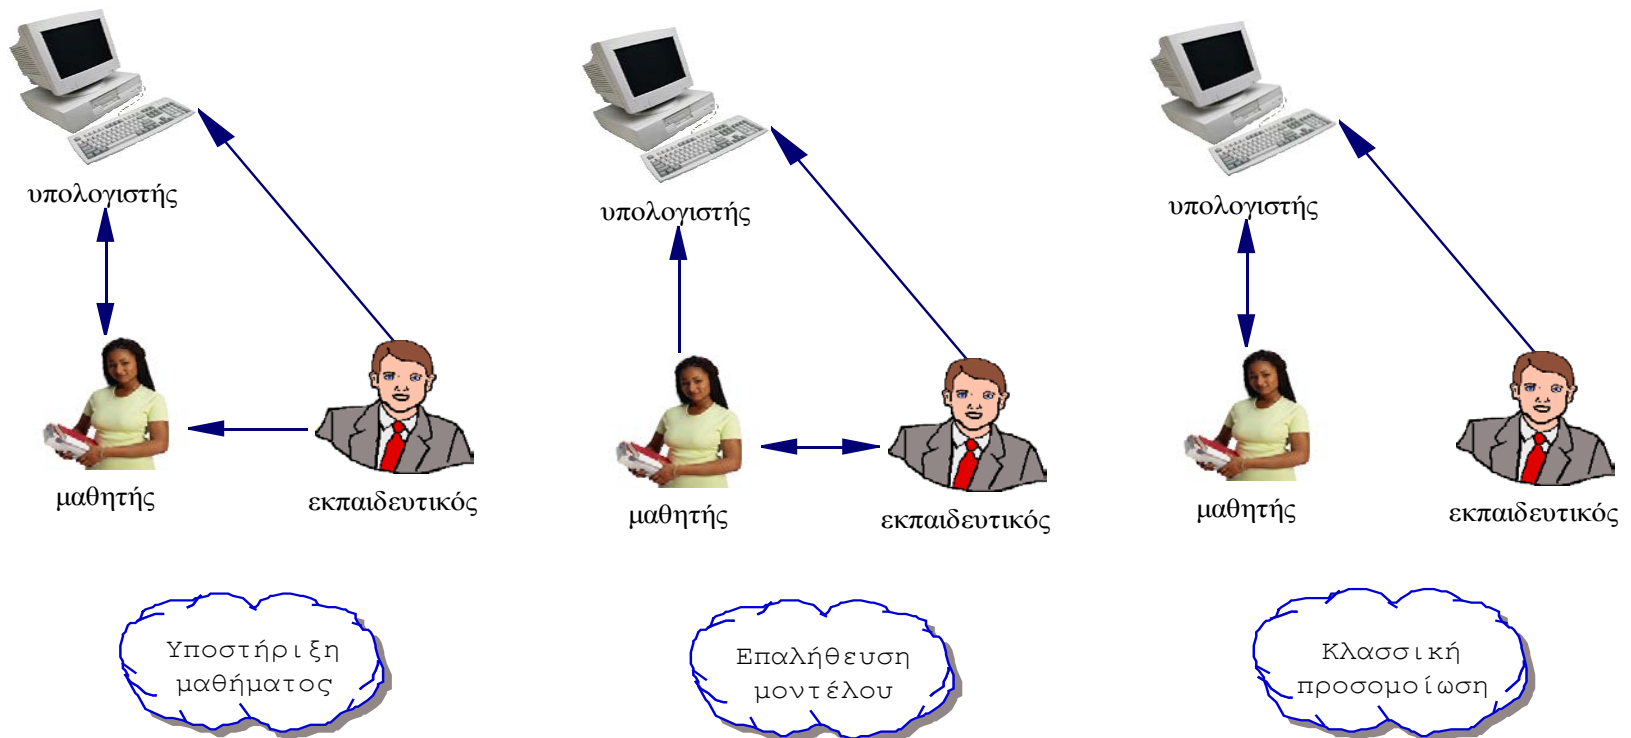 υπολογιστής
μαθητής
εκπαιδευτικός
Υποστήριξη
μαθήματος
υπολογιστής
μαθητής
εκπαιδευτικός
Επαλήθευση
μοντέλου
υπολογιστής
μαθητής
εκπαιδευτικός
Κλασσική
προσομοίωση